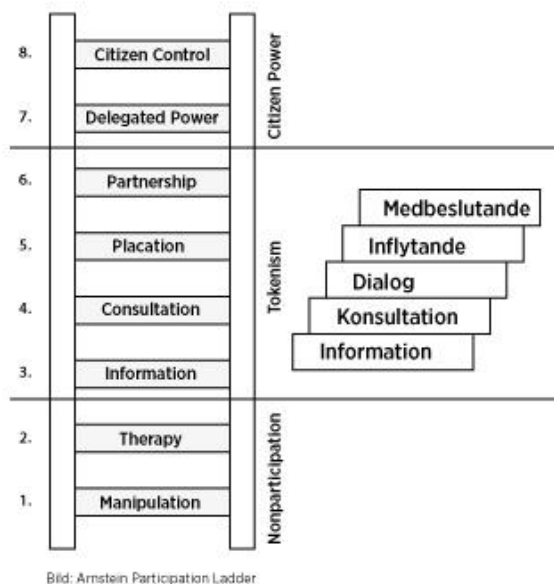 8. Citizen Control
7. Delegated Power
Citizen Power
6. Partnership
5. Placation
4. Consultation
3. Information
Tokenism
Medbeslutande
Inflytande
Dialog
Konsultation
Information
2. Therapy
1. Manipulation
Nonparticipation
Bild: Arnstein Participation Ladder